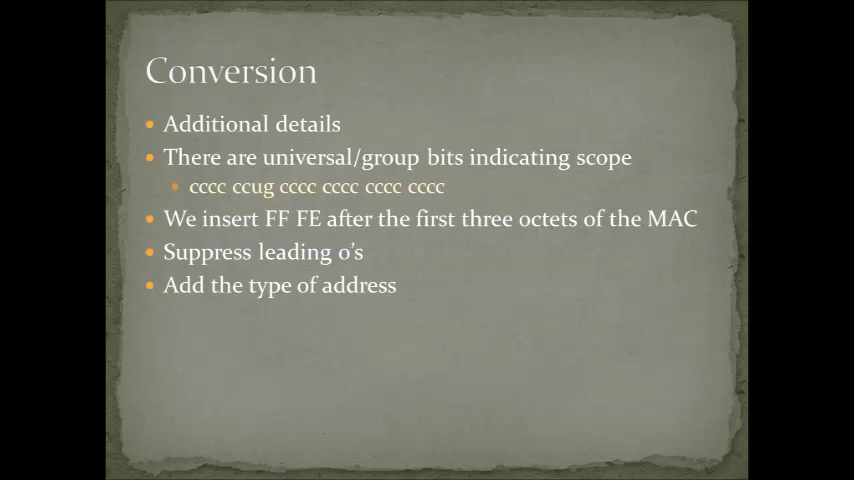 Conversion
Additional details
There are universal/group bits indicating scope
cccc ccug cccc cccc cccc cccc
We insert FF FE after the first three octets of the MAC
Suppress leading 0's
Add the type of address